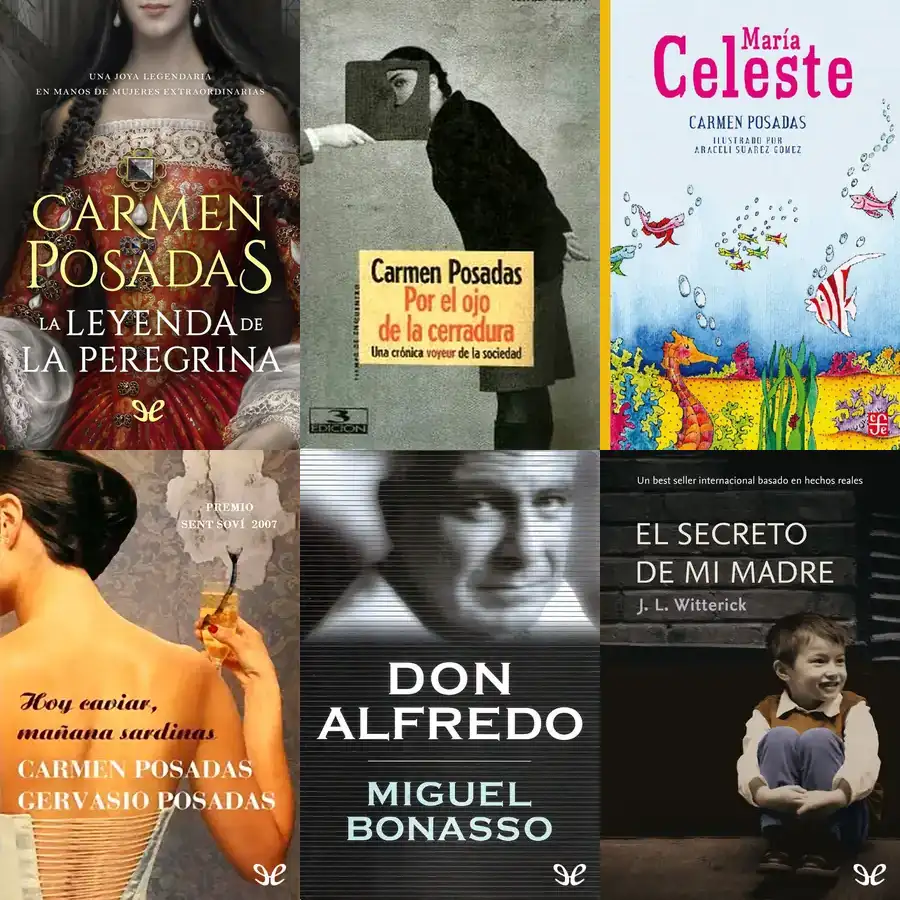 UNA JOYA LEGENDARIA
EN MANOS DE MUJERES EXTRAORDINARIAS
CARMEN
POSADAS
LA LEYENDA DE
LA PEREGRINA
Carmen Posadas
Por el ojo
de la cerradura
Una crónica voyeur de la sociedad
3
EDICION
María
Celeste
CARMEN POSADAS
ILUSTRADO POR
ARACELI SUÁREZ GÓMEZ
PREMIO
SENT SOVÍ 2007
Hoy caviar,
mañana sardinas
CARMEN POSADAS
GERVASIO POSADAS
DON
ALFREDO
MIGUEL
BONASSO
Un best seller internacional basado en hechos reales
EL SECRETO
DE MI MADRE
J. L. Witterick